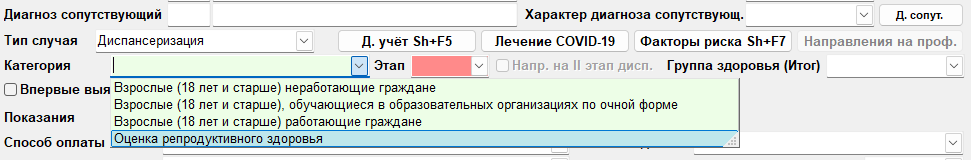 Диагноз сопутствующий Характер диагноза сопутствующ. Д. сопут.
Тип случая Диспансеризация Д. учёт Sh+F5 Лечение COVID-19 Факторы риска Sh+F7 Направления на проф.
Категория Этап Напр. на II этап дисп. Группа здоровья (Итог)
Впервые выя
Взрослые (18 лет и старше) неработающие граждане
Взрослые (18 лет и старше), обучающиеся в образовательных организациях по очной форме
Показания
Взрослые (18 лет и старше) работающие граждане
Способ оплаты Оценка репродуктивного здоровья